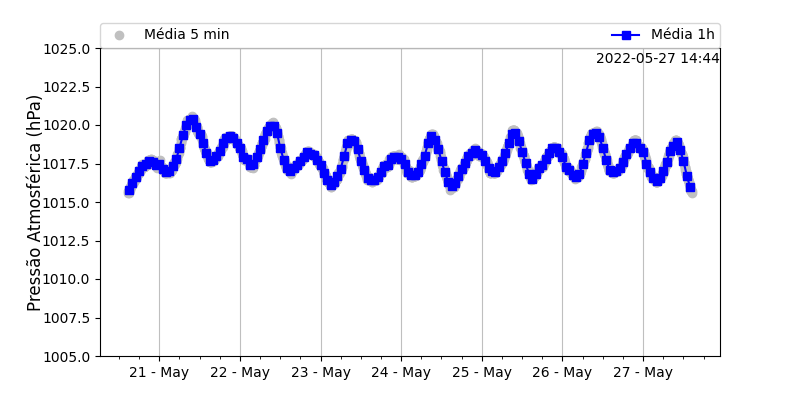 Média 5 min
Média 1h
2022-05-27 14:44
Pressão Atmosférica (hPa)
1025.0
1022.5
1020.0
1017.5
1015.0
1012.5
1010.0
1007.5
1005.0
21 - May
22 - May
23 - May
24 - May
25 - May
26 - May
27 - May